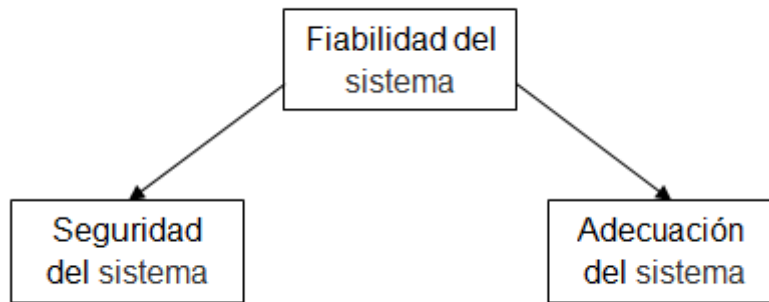 Fiabilidad del
sistema
Seguridad
del sistema
Adecuación
del sistema